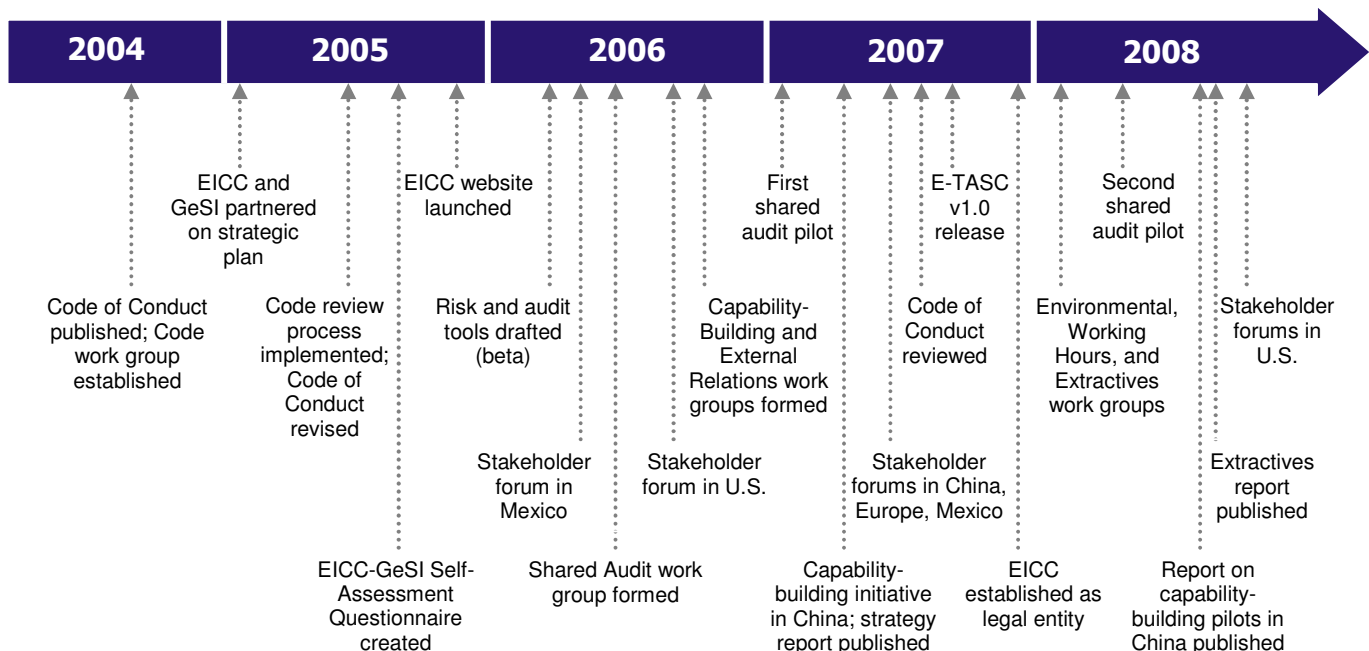 2004
2005
2006
2007
2008
EICC and
GeSI partnered
on strategic
plan
EICC website
launched
First
shared
audit pilot
E-TASC
v1.0
release
Second
shared
audit pilot
Code of Conduct
published; Code
work group
established
Code review
process
implemented;
Code of
Conduct
revised
Risk and audit
tools drafted
(beta)
Capability-
Building and
External
Relations work
groups formed
Code of
Conduct
reviewed
Environmental,
Working
Hours, and
Extractives
work groups
Stakeholder
forums in
U.S.
Stakeholder
forum in
Mexico
Stakeholder
forum in U.S.
Stakeholder
forums in China,
Europe, Mexico
Extractives
report
published
EICC-GeSI Self-
Assessment
Questionnaire
created
Shared Audit work
group formed
Capability-
building initiative
in China; strategy
report published
EICC
established as
legal entity
Report on
capability-
building pilots in
China published